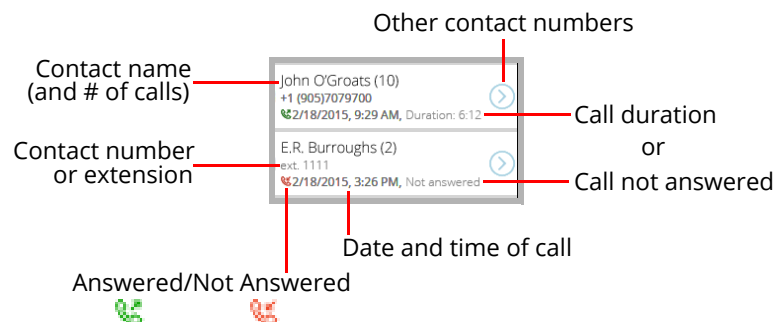 Other contact numbers
Contact name
(and # of calls)
John O'Groats (10)
+1 (905)7079700
2/18/2015, 9:29 AM, Duration: 6:12
Call duration
or
Call not answered
Contact number
or extension
E.R. Burroughs (2)
ext. 1111
2/18/2015, 3:26 PM, Not answered
Date and time of call
Answered/Not Answered